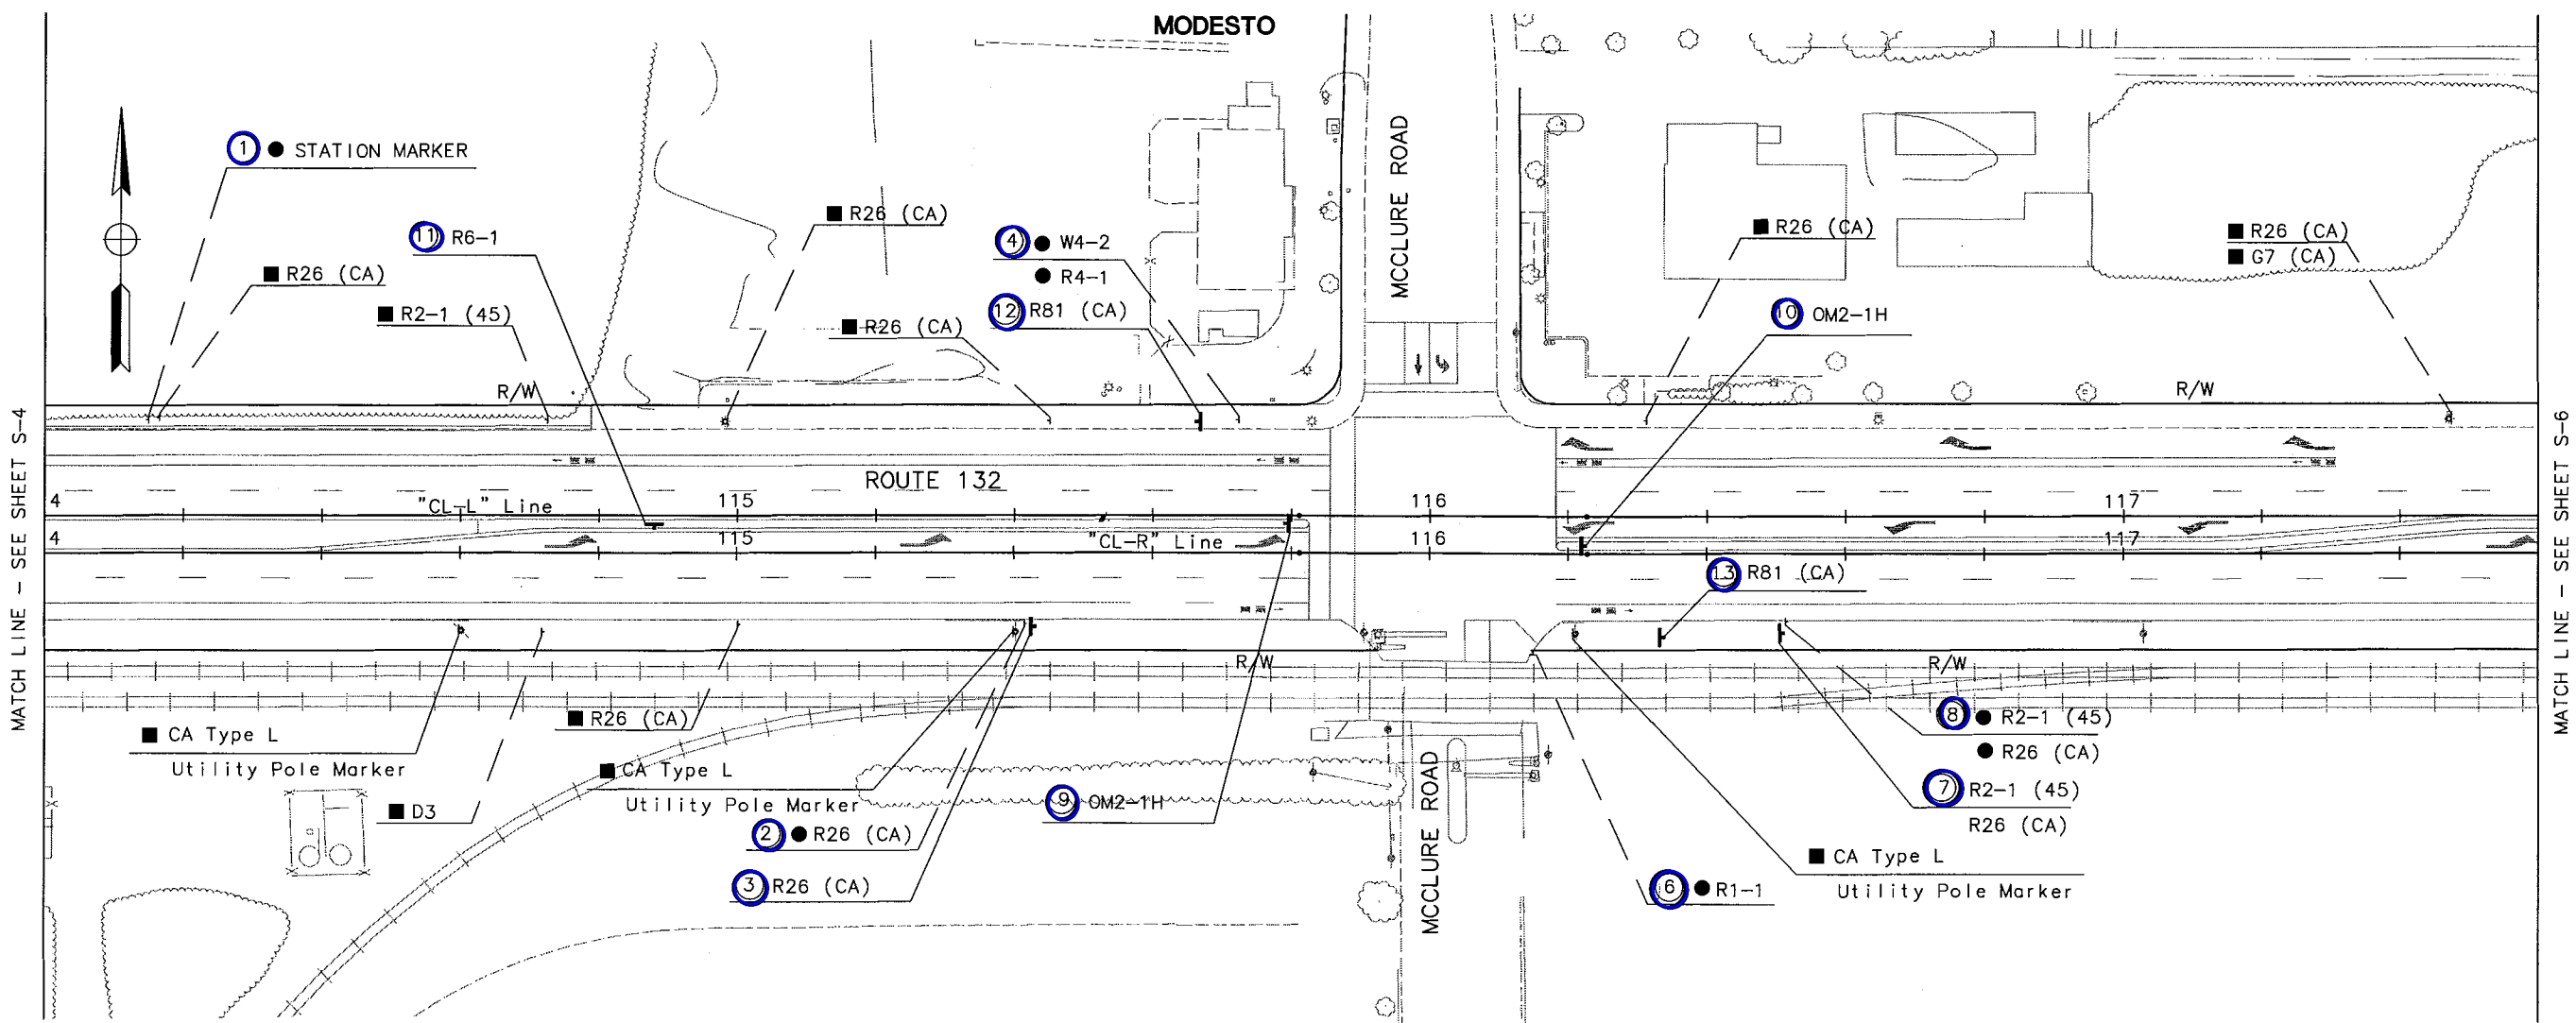 MODESTO
1 ● STATION MARKER
11 R6-1
■ R26 (CA)
■ R2-1 (45)
■ R26 (CA)
■ R26 (CA)
4 ● W4-2
● R4-1
12 R81 (CA)
MCCLURE ROAD
■ R26 (CA)
10 OM2-1H
■ R26 (CA)
■ G7 (CA)
R/W
R/W
MATCH LINE - SEE SHEET S-4
MATCH LINE - SEE SHEET S-6
ROUTE 132
4
"CL-L" Line
115
116
117
4
115
"CL-R" Line
116
117
13 R81 (CA)
R/W
R/W
■ CA Type L
Utility Pole Marker
■ D3
■ R26 (CA)
■ CA Type L
Utility Pole Marker
2 ● R26 (CA)
3 R26 (CA)
9 OM2-1H
MCCLURE ROAD
8 ● R2-1 (45)
● R26 (CA)
7 R2-1 (45)
R26 (CA)
■ CA Type L
Utility Pole Marker
6 ● R1-1